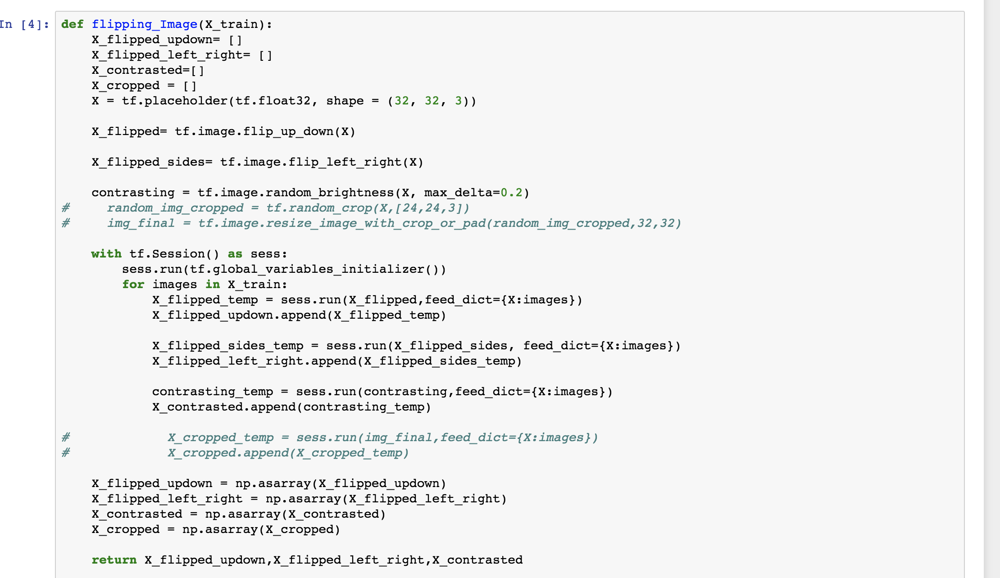 In [4]: def flipping_Image(X_train):
    X_flipped_updown= []
    X_flipped_left_right= []
    X_contrasted=[]
    X_cropped = []
    X = tf.placeholder(tf.float32, shape = (32, 32, 3))

    X_flipped= tf.image.flip_up_down(X)

    X_flipped_sides= tf.image.flip_left_right(X)

    contrasting = tf.image.random_brightness(X, max_delta=0.2)
#     random_img_cropped = tf.random_crop(X,[24,24,3])
#     img_final = tf.image.resize_image_with_crop_or_pad(random_img_cropped,32,32)

    with tf.Session() as sess:
        sess.run(tf.global_variables_initializer())
        for images in X_train:
            X_flipped_temp = sess.run(X_flipped,feed_dict={X:images})
            X_flipped_updown.append(X_flipped_temp)

            X_flipped_sides_temp = sess.run(X_flipped_sides, feed_dict={X:images})
            X_flipped_left_right.append(X_flipped_sides_temp)

            contrasting_temp = sess.run(contrasting,feed_dict={X:images})
            X_contrasted.append(contrasting_temp)

#             X_cropped_temp = sess.run(img_final,feed_dict={X:images})
#             X_cropped.append(X_cropped_temp)

    X_flipped_updown = np.asarray(X_flipped_updown)
    X_flipped_left_right = np.asarray(X_flipped_left_right)
    X_contrasted = np.asarray(X_contrasted)
    X_cropped = np.asarray(X_cropped)

    return X_flipped_updown,X_flipped_left_right,X_contrasted